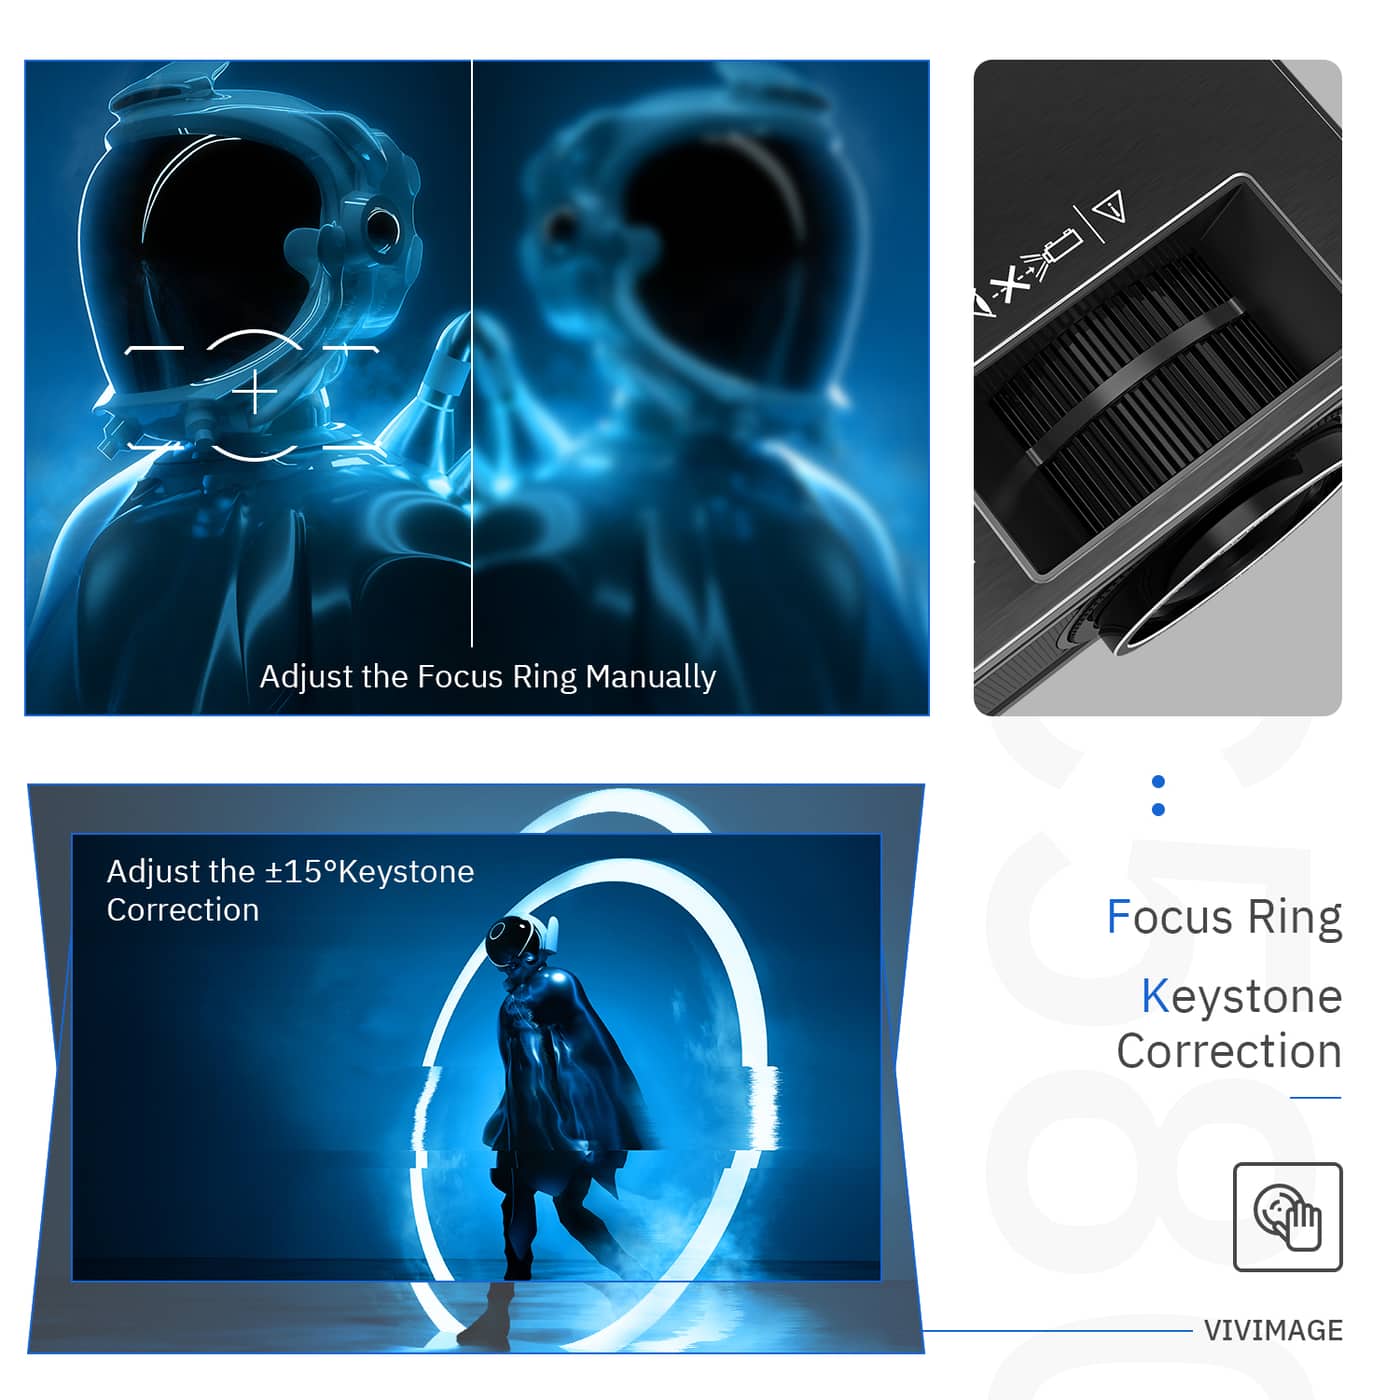 Adjust the Focus Ring Manually
Adjust the ±15°Keystone
Correction
Focus Ring
Keystone
Correction
VIVIMAGE